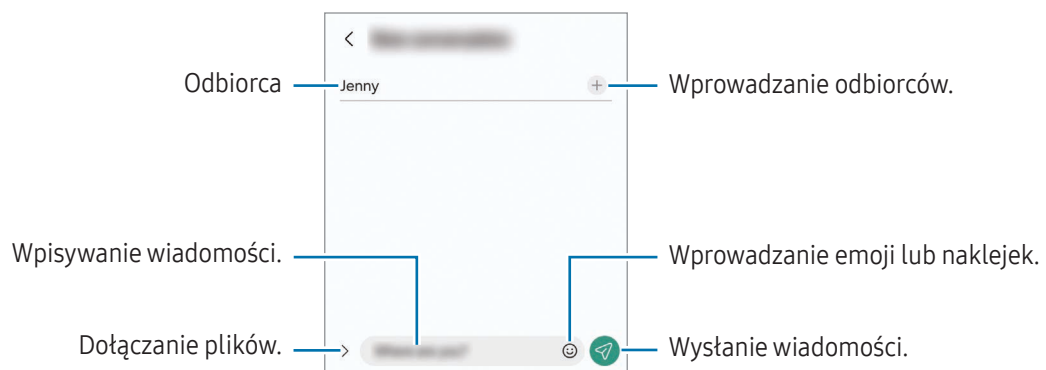 Odbiorca
Jenny
Wprowadzanie odbiorców.
Wpisywanie wiadomości.
Wprowadzanie emoji lub naklejek.
Dołączanie plików.
Wysłanie wiadomości.